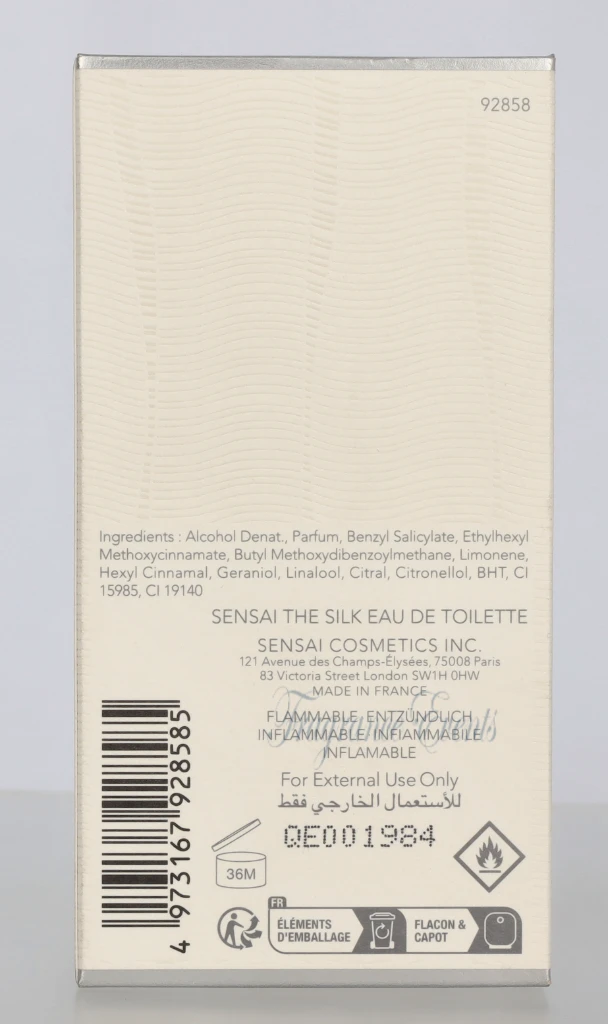 92858
Ingredients : Alcohol Denat., Parfum, Benzyl Salicylate, Ethylhexyl
Methoxycinnamate, Butyl Methoxydibenzoylmethane, Limonene,
Hexyl Cinnamal, Geraniol, Linalool, Citral, Citronellol, BHT, CI
15985, CI 19140
SENSAI THE SILK EAU DE TOILETTE
SENSAI COSMETICS INC.
121 Avenue des Champs-Élysées, 75008 Paris
83 Victoria Street London SW1H 0HW
MADE IN FRANCE
Fragrance Events
FLAMMABLE, ENTZÜNDLICH
INFLAMMABLE, INFIAMMABILE
INFLAMABLE
For External Use Only
للأستعمال الخارجي فقط
QE001984
36M
4 973167 928585
FR
ÉLÉMENTS
D'EMBALLAGE
FLACON &
CAPOT